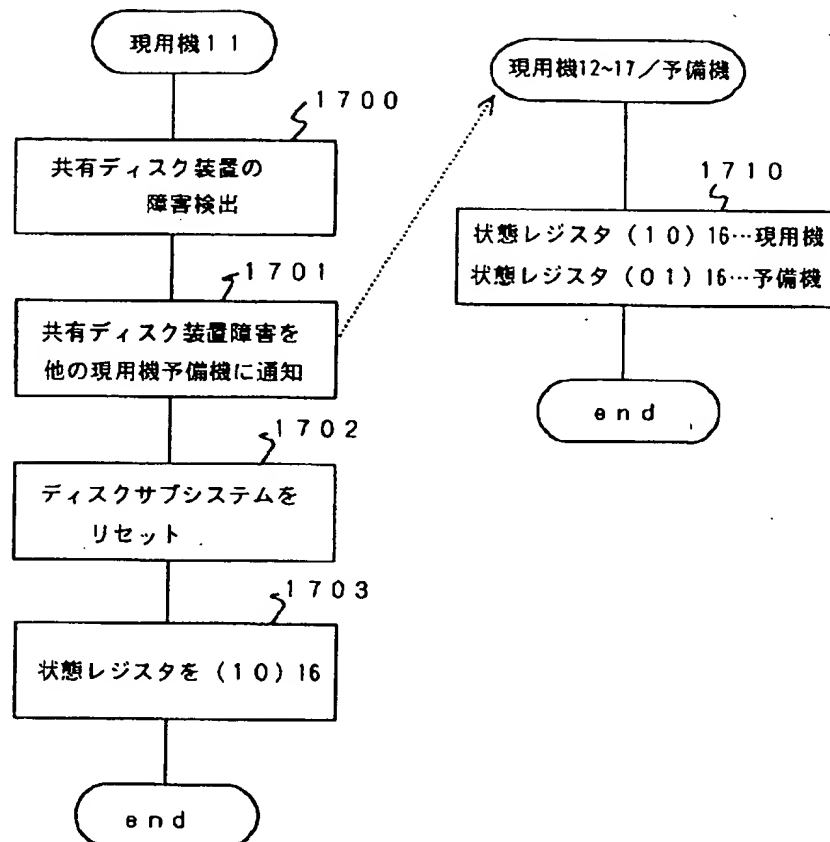 現用機11
1700
共有ディスク装置の
障害検出
1701
共有ディスク装置障害を
他の現用機予備機に通知
1702
ディスクサブシステムを
リセット
1703
状態レジスタを(10)16
end
現用機12~17/予備機
1710
状態レジスタ(10)16…現用機
状態レジスタ(01)16…予備機
end